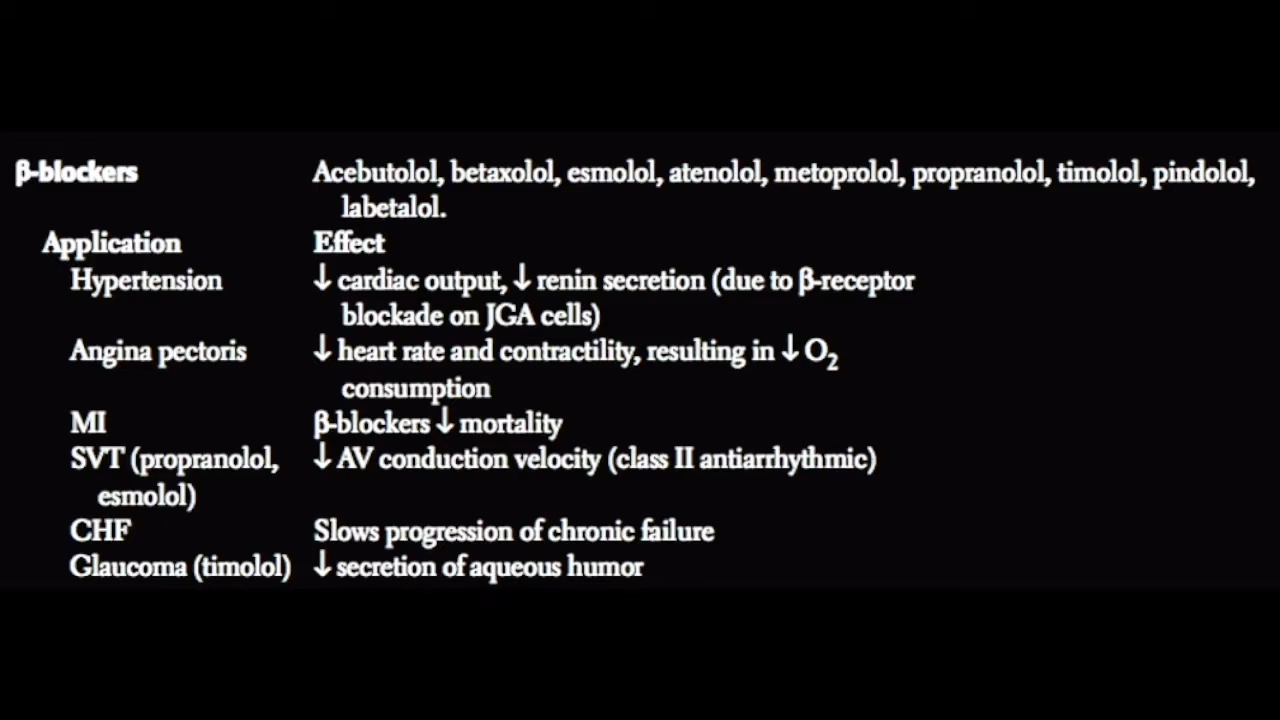 β-blockers Acebutolol, betaxolol, esmolol, atenolol, metoprolol, propranolol, timolol, pindolol,
labetalol.
Application Effect
Hypertension ↓ cardiac output, ↓ renin secretion (due to β-receptor
blockade on JGA cells)
Angina pectoris ↓ heart rate and contractility, resulting in ↓ O₂
consumption
MI β-blockers ↓ mortality
SVT (propranolol, ↓ AV conduction velocity (class II antiarrhythmic)
esmolol)
CHF Slows progression of chronic failure
Glaucoma (timolol) ↓ secretion of aqueous humor